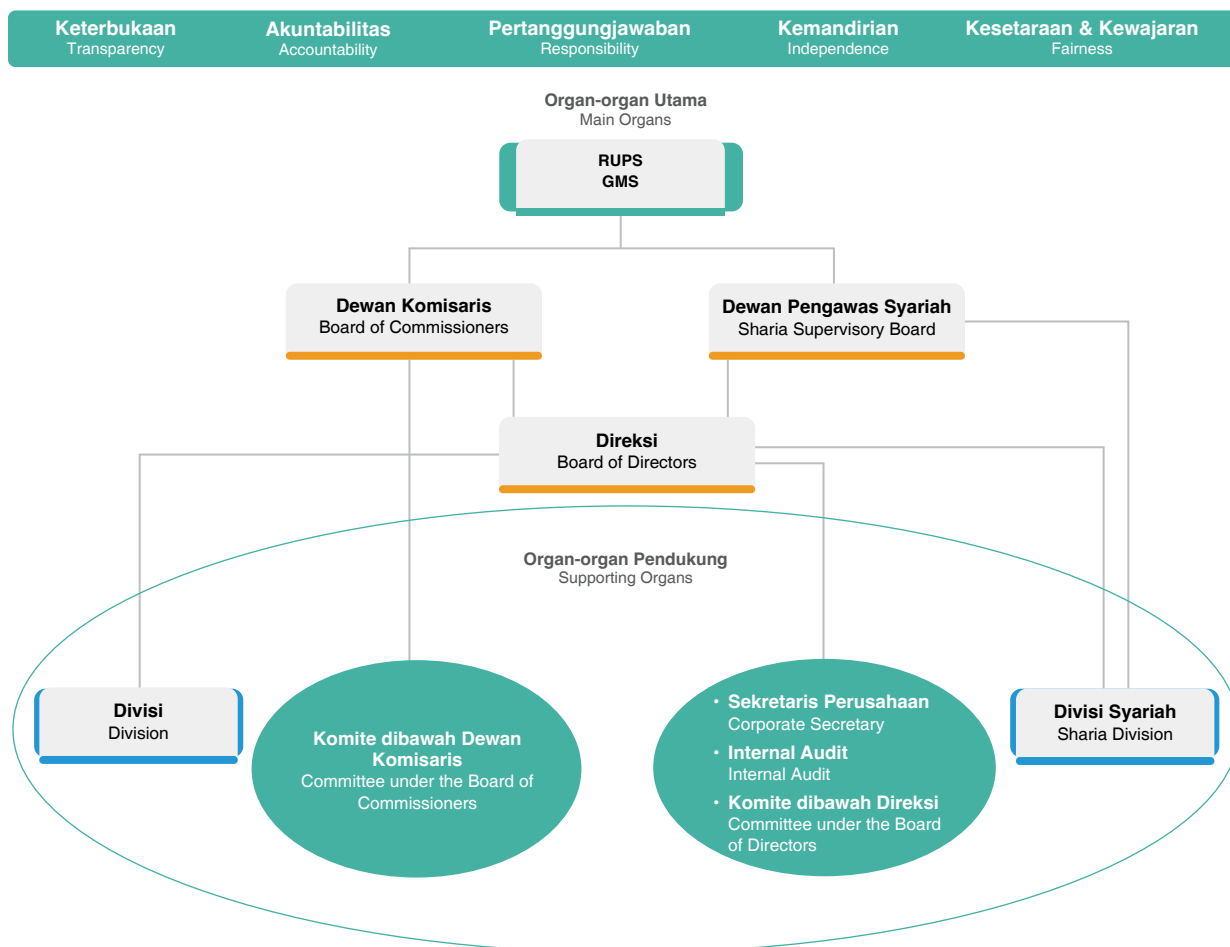 Keterbukaan
Transparency
Akuntabilitas
Accountability
Pertanggungjawaban
Responsibility
Kemandirian
Independence
Kesetaraan & Kewajaran
Fairness
Organ-organ Utama
Main Organs
RUPS
GMS
Dewan Komisaris
Board of Commissioners
Dewan Pengawas Syariah
Sharia Supervisory Board
Direksi
Board of Directors
Organ-organ Pendukung
Supporting Organs
Divisi
Division
Komite dibawah Dewan
Komisaris
Committee under the Board of
Commissioners
• Sekretaris Perusahaan
Corporate Secretary
• Internal Audit
Internal Audit
• Komite dibawah Direksi
Committee under the Board
of Directors
Divisi Syariah
Sharia Division